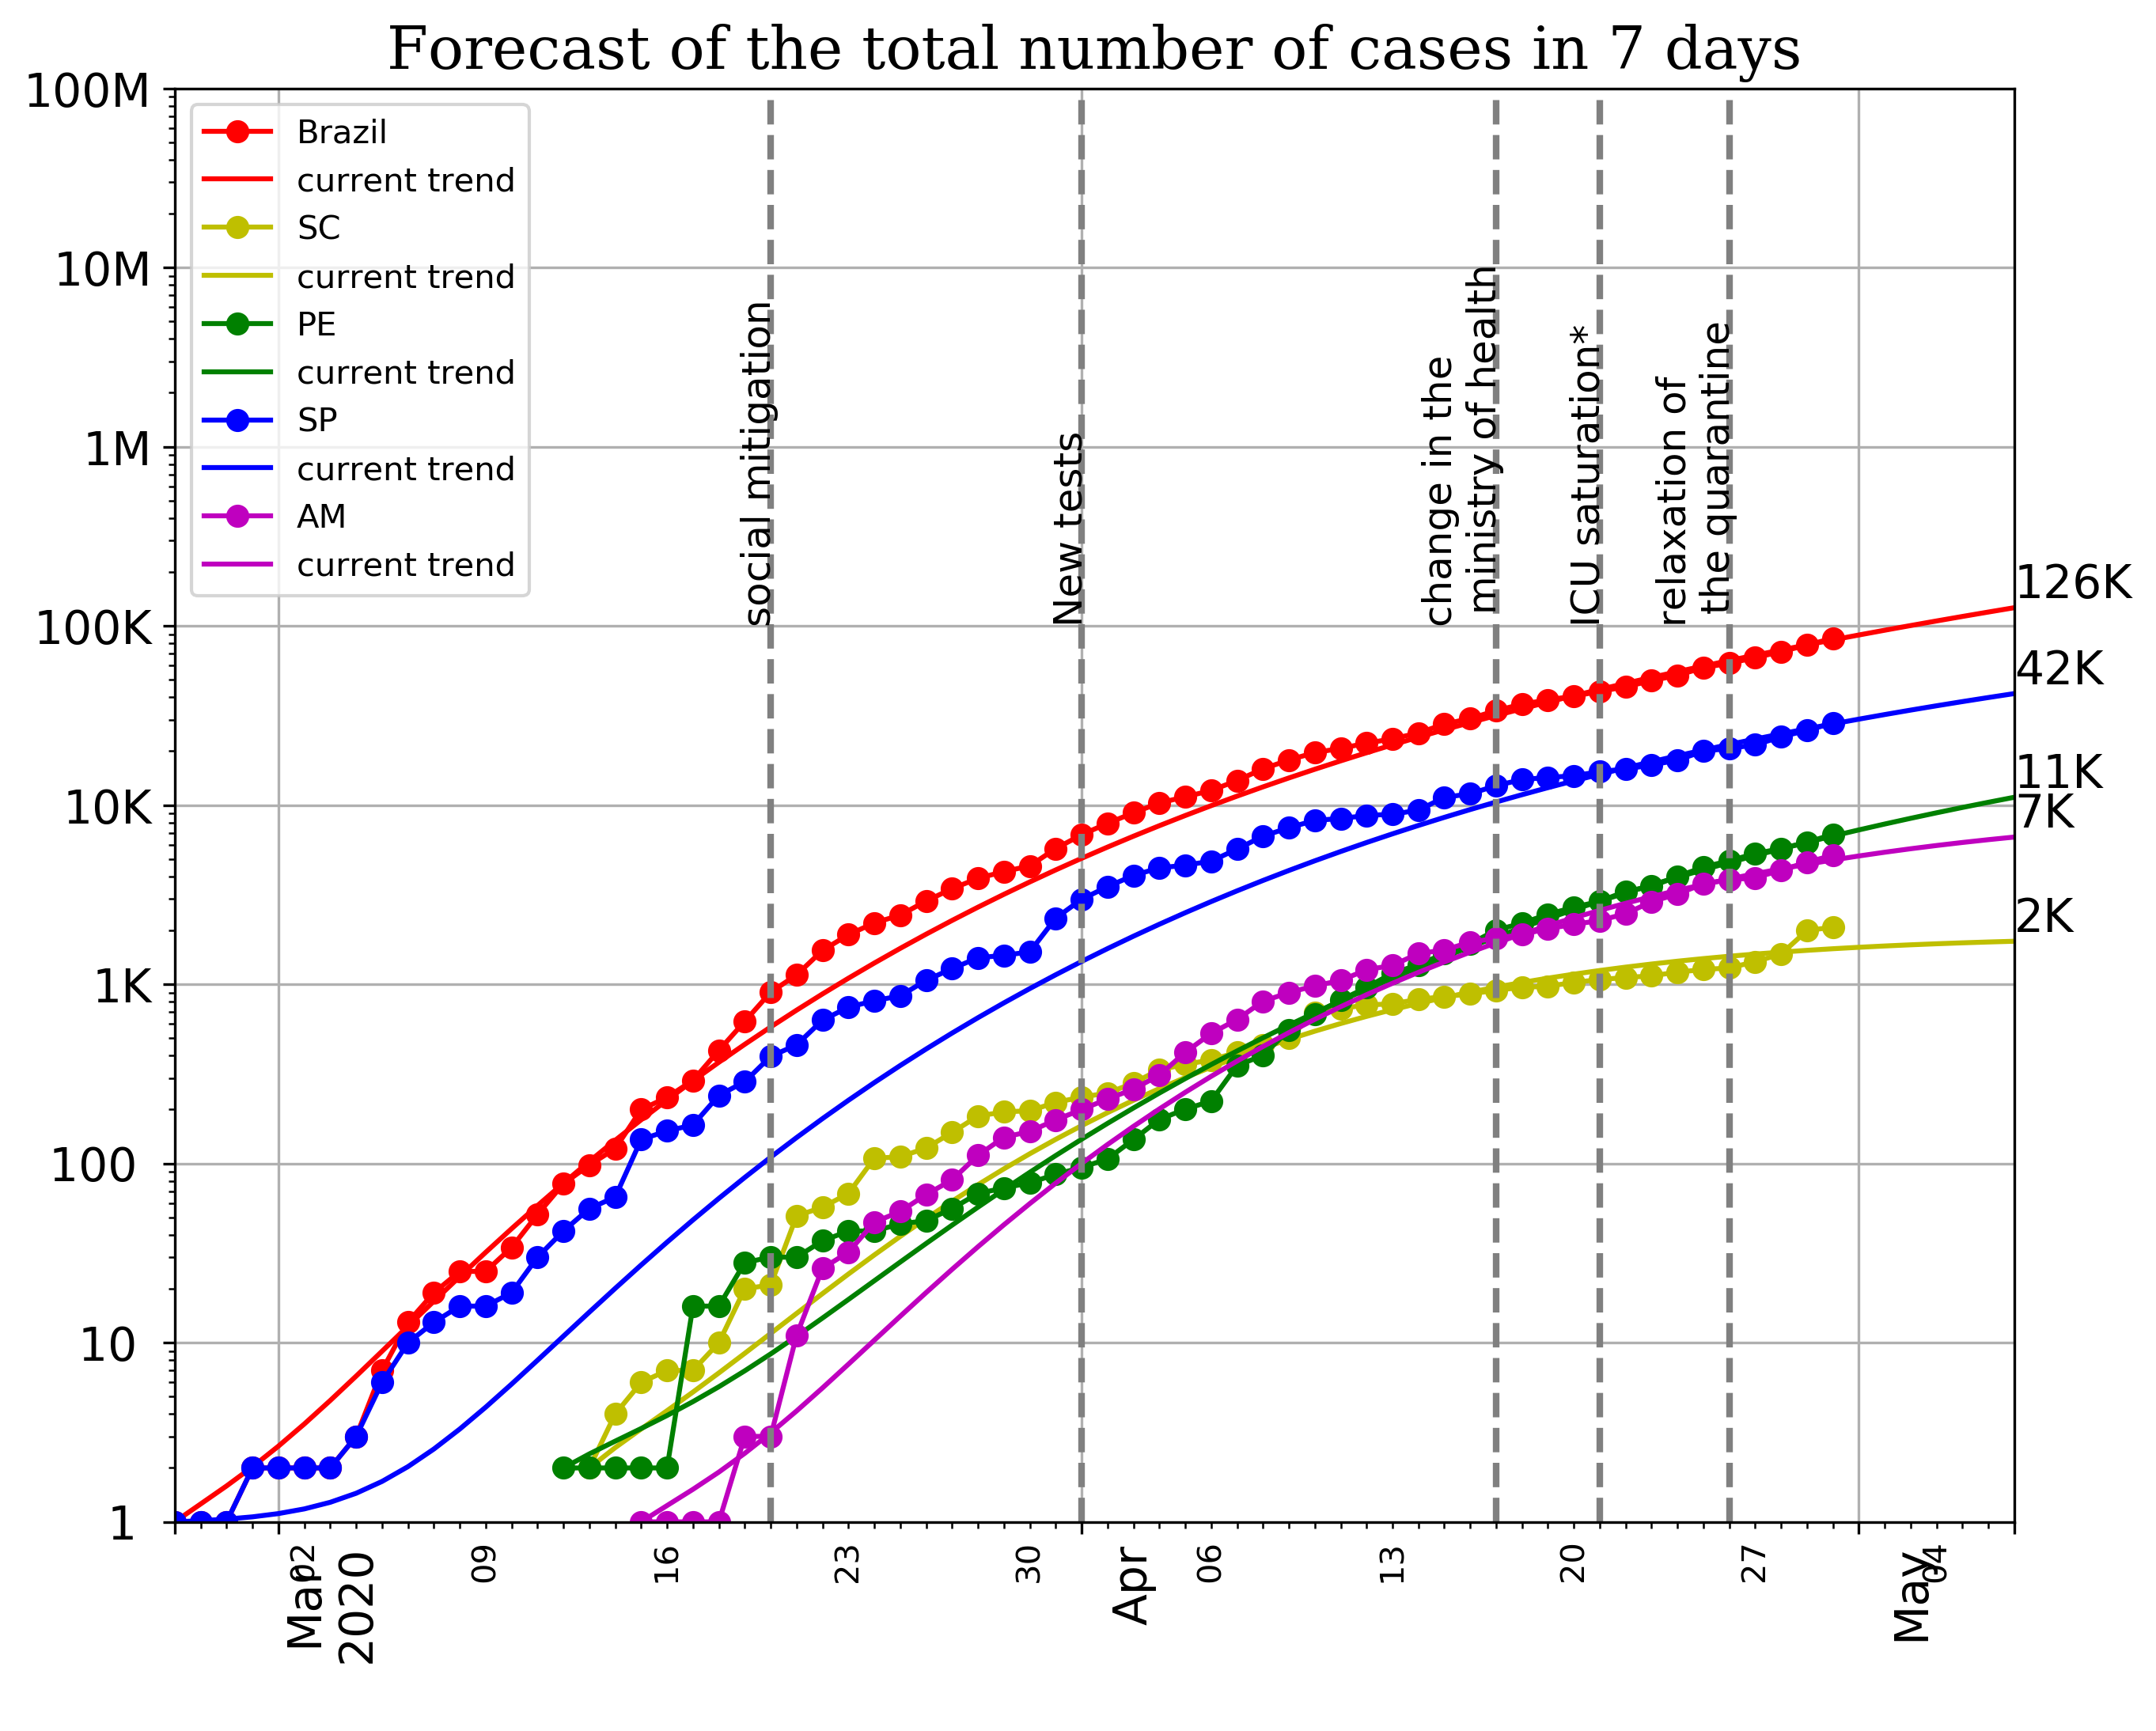 Forecast of the total number of cases in 7 days
100M
10M
1M
100K
10K
1K
100
10
1
Brazil
current trend
SC
current trend
PE
current trend
SP
current trend
AM
current trend
social mitigation
New tests
change in the
ministry of health
ICU saturation*
relaxation of
the quarantine
126K
42K
11K
7K
2K
02
09
16
23
30
06
13
20
27
04
Mar
2020
Apr
May